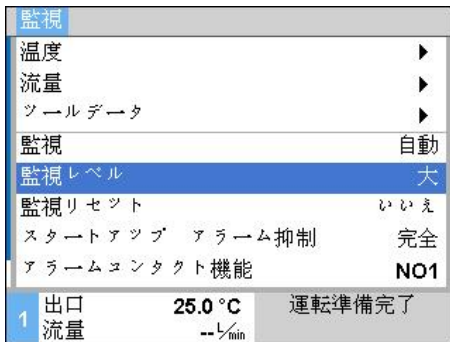 監視
温度
流量
ツールデータ
監視 自動
監視レベル 大
監視リセット いいえ
スタートアップ アラーム抑制 完全
アラームコンタクト機能 NO1
1 出口 25.0 °C 運転準備完了
流量 -- L/min